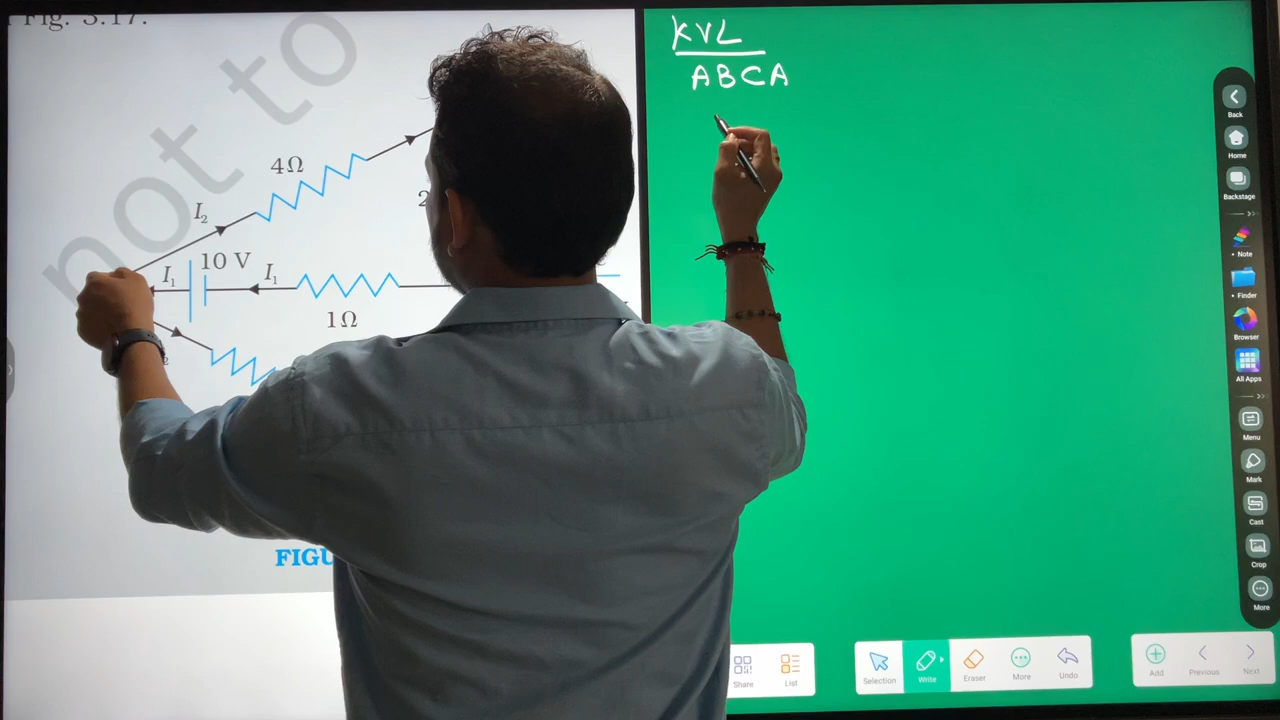 Fig. 3.17.
not to
4Ω
I₂
10 V
I₁
I₁
1Ω
2
2
FIGU
KVL
ABCA
Back
Home
Backstage
Note
Finder
Browser
All Apps
Menu
Mark
Cast
Crop
More
Share
List
Selection
Write
Eraser
More
Undo
Add
Previous
Next